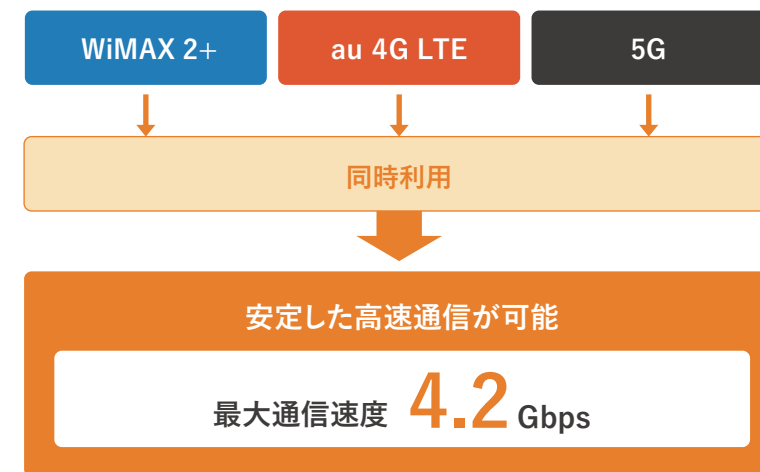 WiMAX 2+
au 4G LTE
5G
同時利用
安定した高速通信が可能
最大通信速度 4.2 Gbps